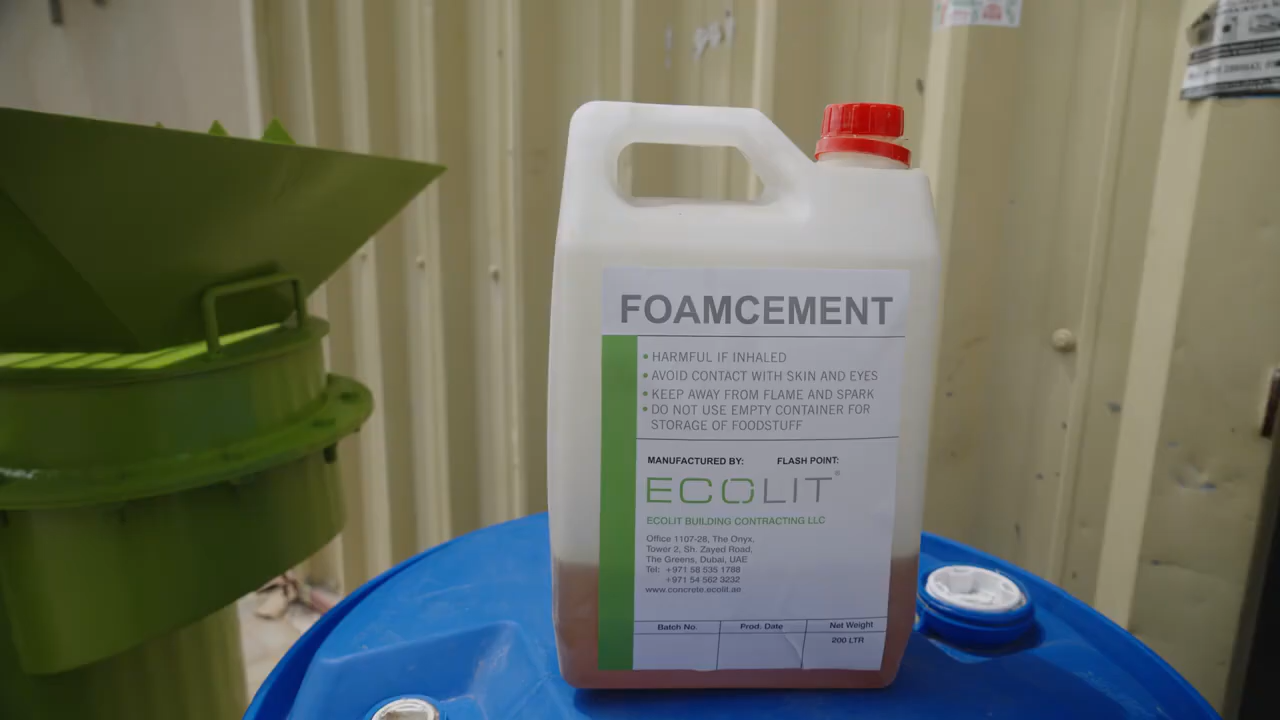 FOAMCEMENT
• HARMFUL IF INHALED
• AVOID CONTACT WITH SKIN AND EYES
• KEEP AWAY FROM FLAME AND SPARK
• DO NOT USE EMPTY CONTAINER FOR
STORAGE OF FOODSTUFF
MANUFACTURED BY: FLASH POINT:
ECOLIT®
ECOLIT BUILDING CONTRACTING LLC
Office 1107-28, The Onyx,
Tower 2, Sh. Zayed Road,
The Greens, Dubai, UAE
Tel: +971 58 535 1788
+971 54 562 3232
www.concrete.ecolit.ae
Batch No. Prod. Date Net Weight
200 LTR